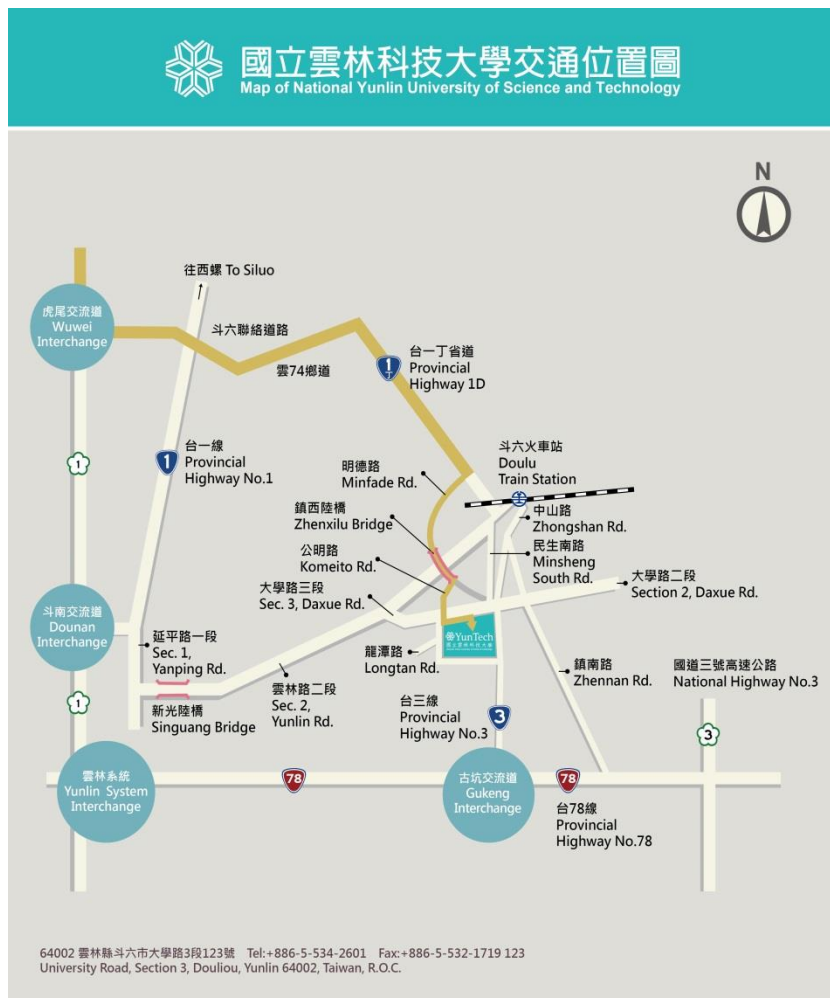 國立雲林科技大學交通位置圖
Map of National Yunlin University of Science and Technology
N
往西螺 To Siluo
虎尾交流道
Wuwei
Interchange
斗六聯絡道路
雲74鄉道
1
丁
台一丁省道
Provincial
Highway 1D
1
1
台一線
Provincial
Highway No.1
明德路
Minfade Rd.
斗六火車站
Doulu
Train Station
鎮西陸橋
Zhenxilu Bridge
中山路
Zhongshan Rd.
公明路
Komeito Rd.
民生南路
Minsheng
South Rd.
大學路三段
Sec. 3, Daxue Rd.
大學路二段
Section 2, Daxue Rd.
斗南交流道
Dounan
Interchange
延平路一段
Sec. 1,
Yanping Rd.
YunTech
國立雲林科技大學
龍潭路
Longtan Rd.
鎮南路
Zhennan Rd.
國道三號高速公路
National Highway No.3
雲林路二段
Sec. 2,
Yunlin Rd.
1
新光陸橋
Singuang Bridge
台三線
Provincial
Highway No.3
3
3
雲林系統
Yunlin System
Interchange
78
古坑交流道
Gukeng
Interchange
78
台78線
Provincial
Highway No.78
64002 雲林縣斗六市大學路3段123號 Tel:+886-5-534-2601 Fax:+886-5-532-1719 123
University Road, Section 3, Douliou, Yunlin 64002, Taiwan, R.O.C.